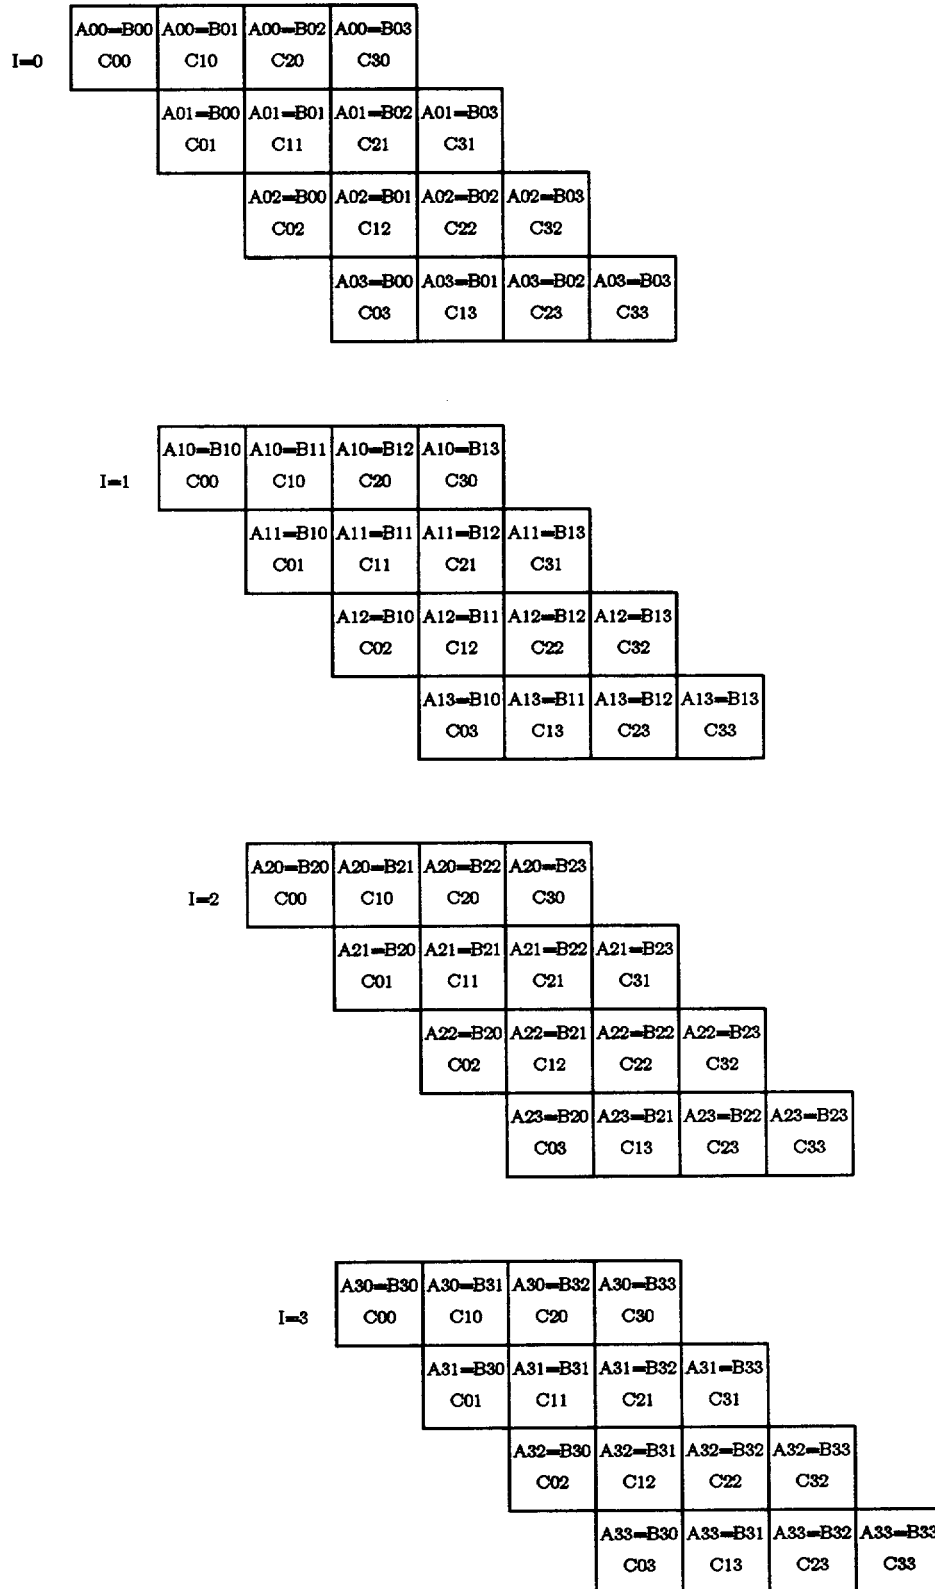 A00=B00 A00=B01 A00=B02 A00=B03
I=0 C00 C10 C20 C30
A01=B00 A01=B01 A01=B02 A01=B03
C01 C11 C21 C31
A02=B00 A02=B01 A02=B02 A02=B03
C02 C12 C22 C32
A03=B00 A03=B01 A03=B02 A03=B03
C03 C13 C23 C33
A10=B10 A10=B11 A10=B12 A10=B13
I=1 C00 C10 C20 C30
A11=B10 A11=B11 A11=B12 A11=B13
C01 C11 C21 C31
A12=B10 A12=B11 A12=B12 A12=B13
C02 C12 C22 C32
A13=B10 A13=B11 A13=B12 A13=B13
C03 C13 C23 C33
A20=B20 A20=B21 A20=B22 A20=B23
I=2 C00 C10 C20 C30
A21=B20 A21=B21 A21=B22 A21=B23
C01 C11 C21 C31
A22=B20 A22=B21 A22=B22 A22=B23
C02 C12 C22 C32
A23=B20 A23=B21 A23=B22 A23=B23
C03 C13 C23 C33
A30=B30 A30=B31 A30=B32 A30=B33
I=3 C00 C10 C20 C30
A31=B30 A31=B31 A31=B32 A31=B33
C01 C11 C21 C31
A32=B30 A32=B31 A32=B32 A32=B33
C02 C12 C22 C32
A33=B30 A33=B31 A33=B32 A33=B33
C03 C13 C23 C33